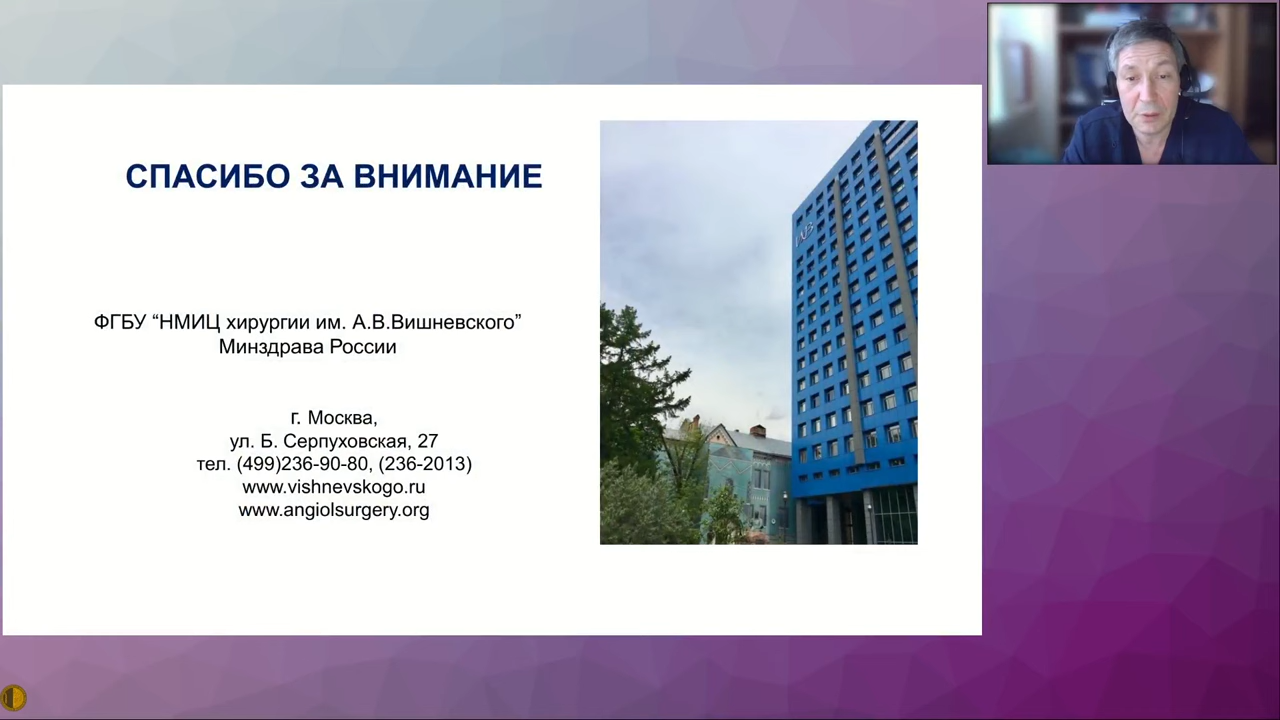 СПАСИБО ЗА ВНИМАНИЕ
ФГБУ “НМИЦ хирургии им. А.В.Вишневского”
Минздрава России
г. Москва,
ул. Б. Серпуховская, 27
тел. (499)236-90-80, (236-2013)
www.vishnevskogo.ru
www.angiolsurgery.org